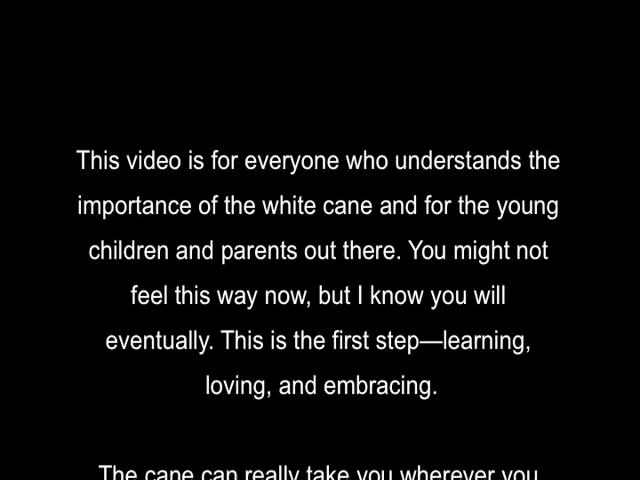 This video is for everyone who understands the
importance of the white cane and for the young
children and parents out there. You might not
feel this way now, but I know you will
eventually. This is the first step—learning,
loving, and embracing.
The cane can really take you wherever you